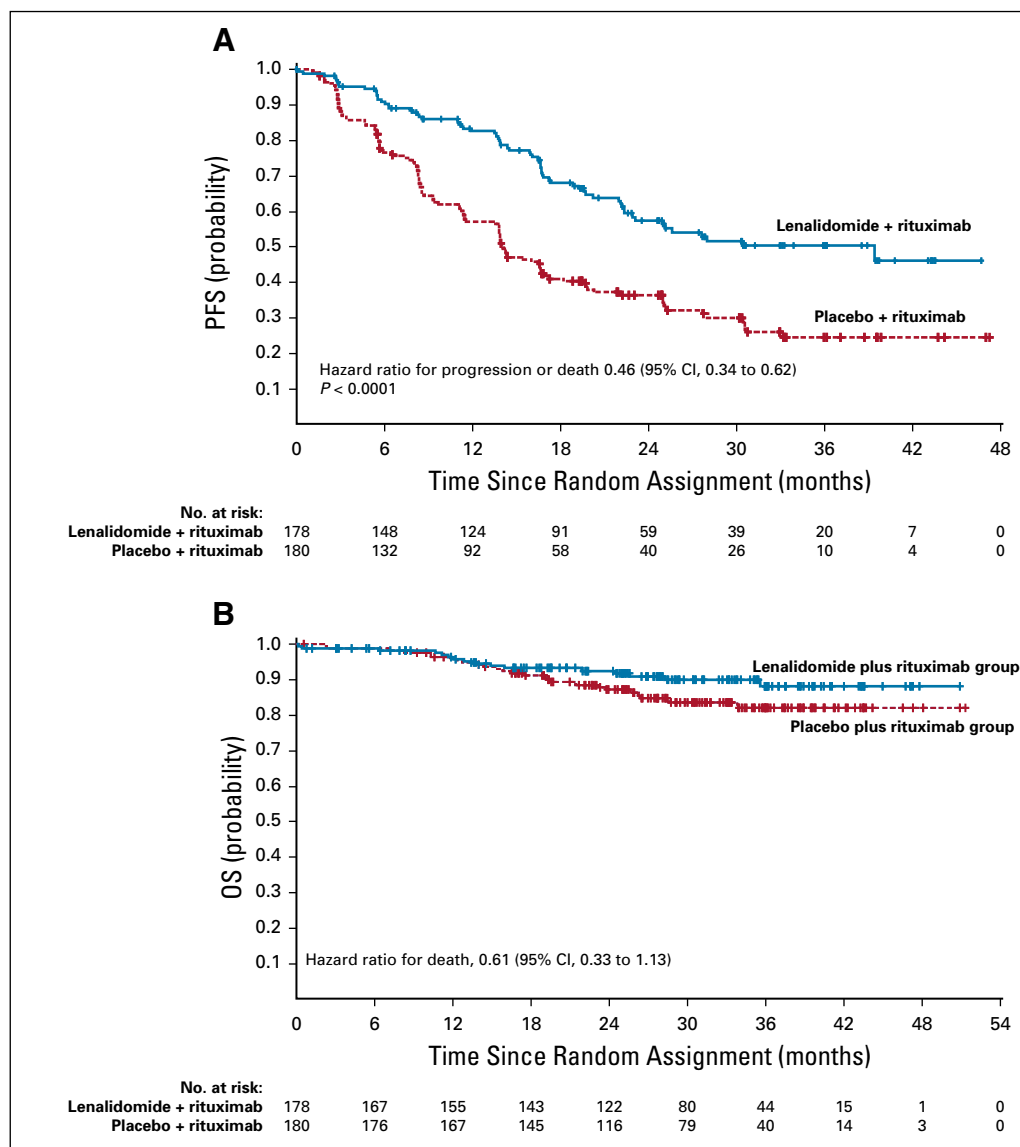 A
1.0
0.9
0.8
0.7
0.6
0.5
0.4
0.3
0.2
0.1
PFS (probability)
Lenalidomide + rituximab
Placebo + rituximab
Hazard ratio for progression or death 0.46 (95% CI, 0.34 to 0.62)
P < 0.0001
0 6 12 18 24 30 36 42 48
Time Since Random Assignment (months)
No. at risk:
Lenalidomide + rituximab 178 148 124 91 59 39 20 7 0
Placebo + rituximab 180 132 92 58 40 26 10 4 0
B
1.0
0.9
0.8
0.7
0.6
0.5
0.4
0.3
0.2
0.1
OS (probability)
Lenalidomide plus rituximab group
Placebo plus rituximab group
Hazard ratio for death, 0.61 (95% CI, 0.33 to 1.13)
0 6 12 18 24 30 36 42 48 54
Time Since Random Assignment (months)
No. at risk:
Lenalidomide + rituximab 178 167 155 143 122 80 44 15 1 0
Placebo + rituximab 180 176 167 145 116 79 40 14 3 0